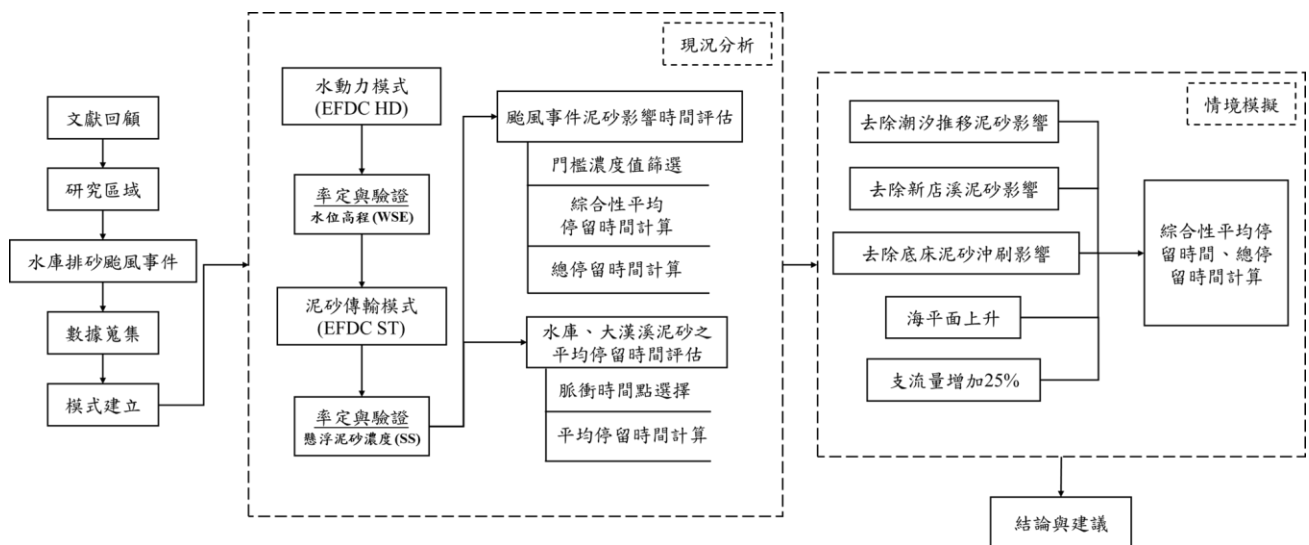 文獻回顧
研究區域
水庫排砂颱風事件
數據蒐集
模式建立
現況分析
水動力模式
(EFDC HD)
率定與驗證
水位高程(WSE)
泥砂傳輸模式
(EFDC ST)
率定與驗證
懸浮泥砂濃度(SS)
颱風事件泥砂影響時間評估
門檻濃度值篩選
綜合性平均
停留時間計算
總停留時間計算
水庫、大漢溪泥砂之
平均停留時間評估
脈衝時間點選擇
平均停留時間計算
情境模擬
去除潮汐推移泥砂影響
去除新店溪泥砂影響
去除底床泥砂沖刷影響
海平面上升
支流量增加25%
綜合性平均停
留時間、總停
留時間計算
結論與建議